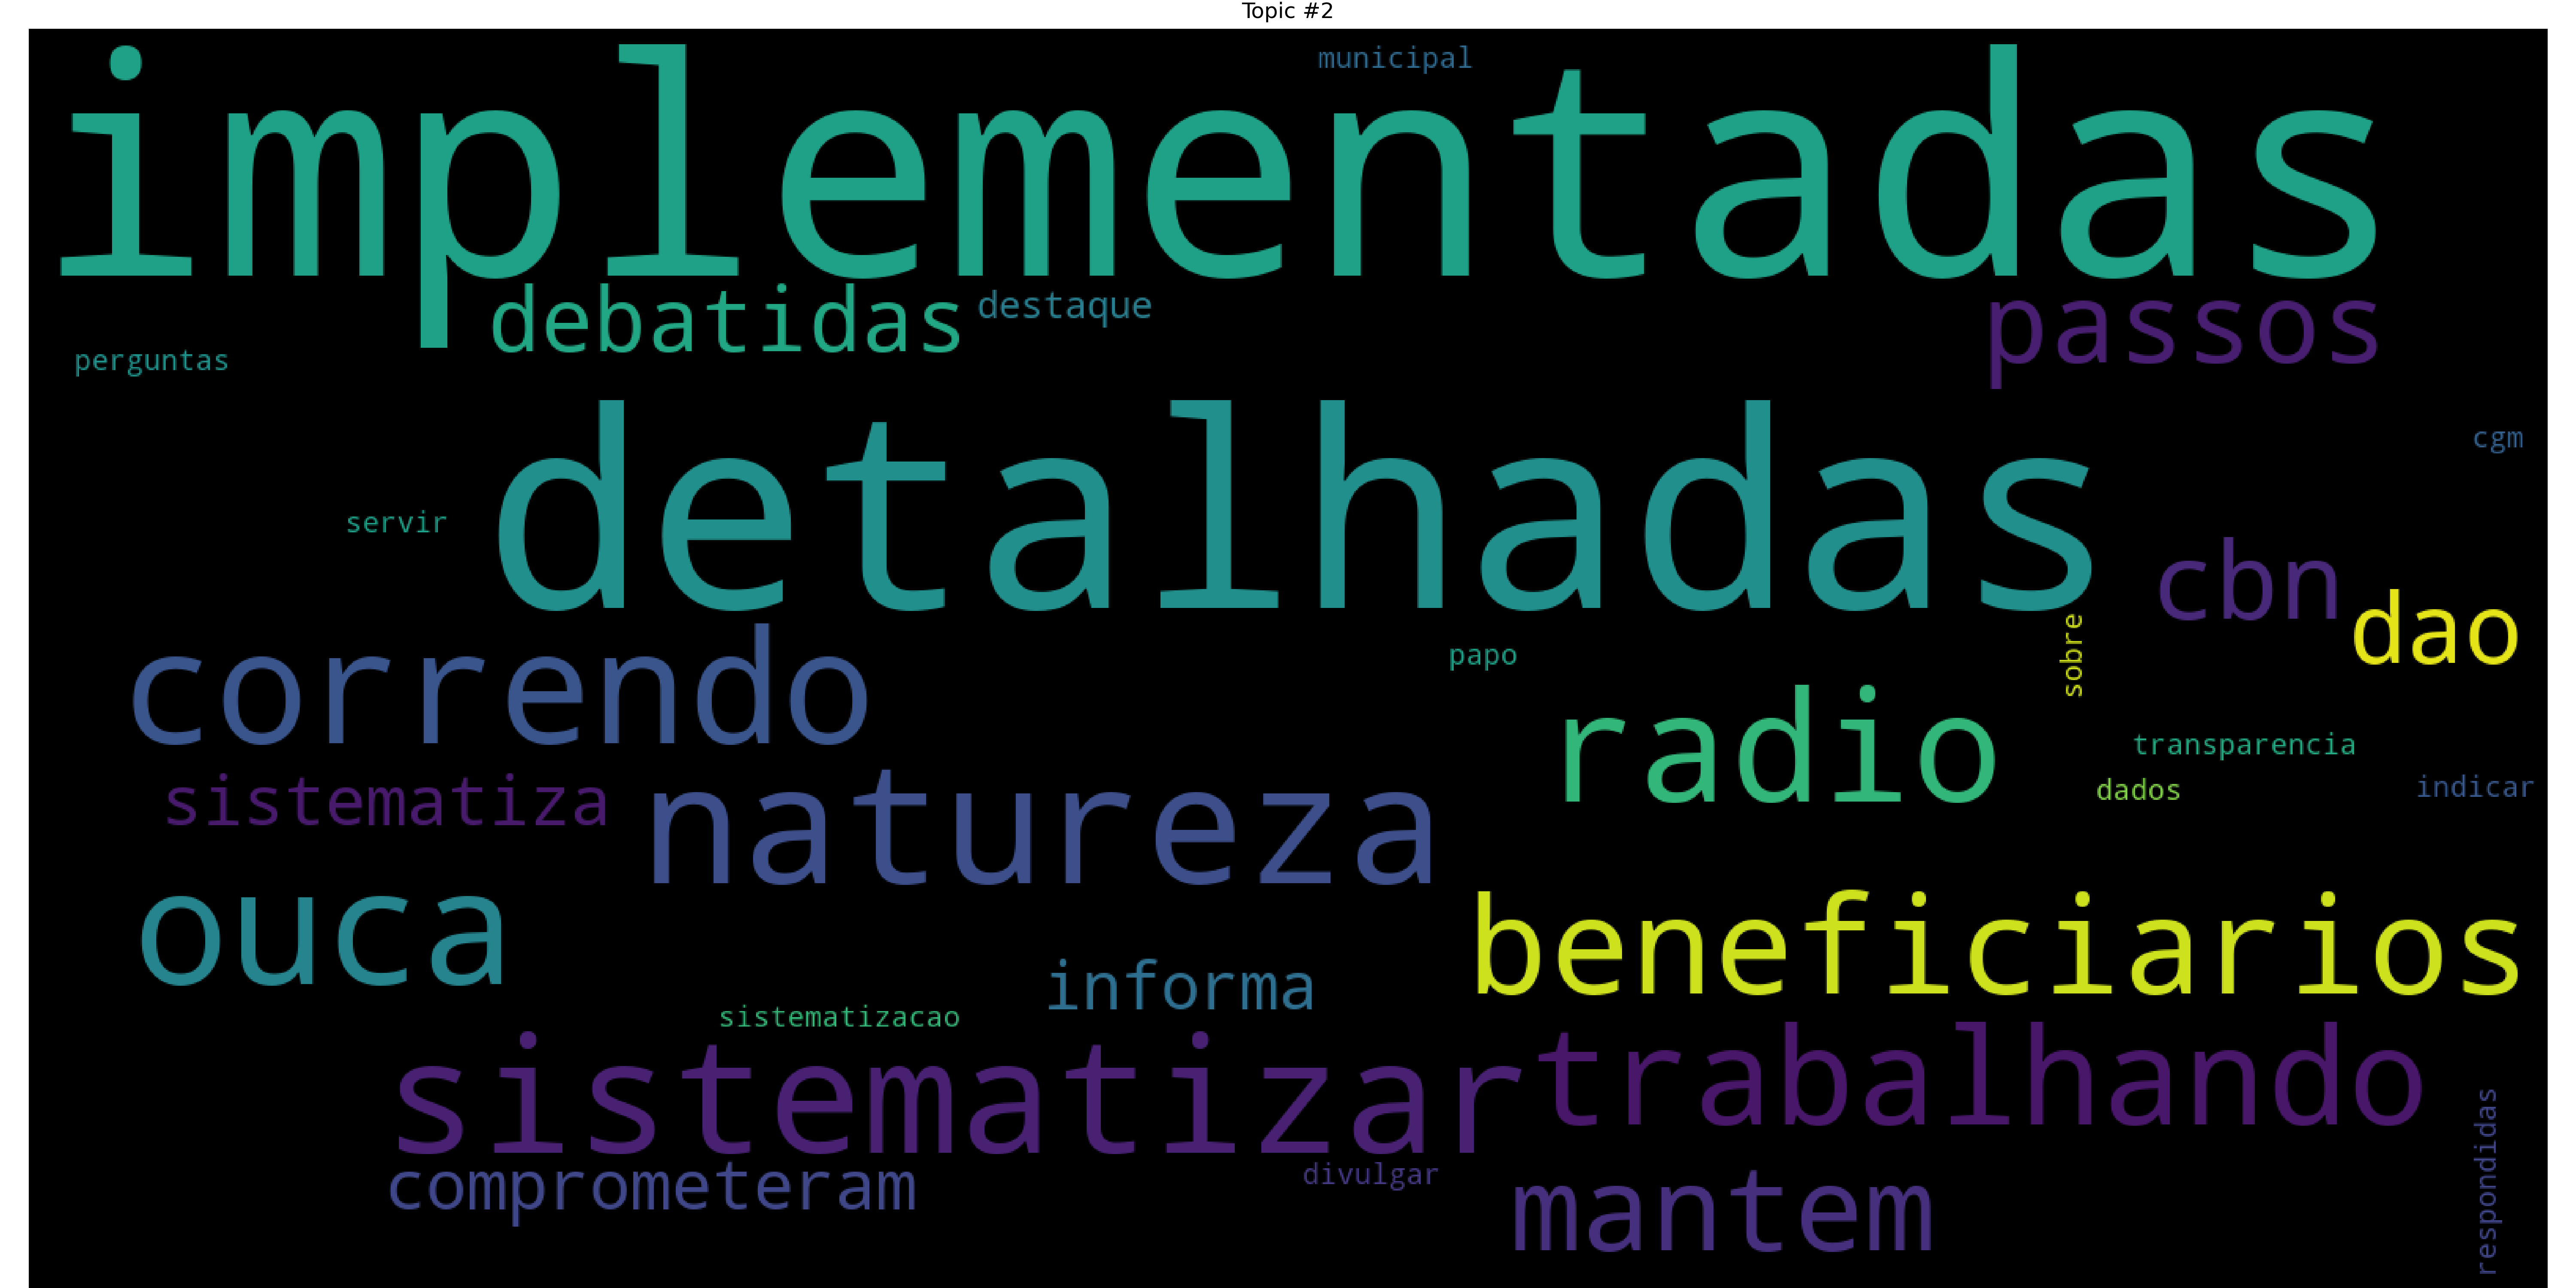 Topic #2
municipal
implementadas
debatidas
destaque
passos
perguntas
detalhadas
cgm
servir
cbn
dao
correndo
papo
sobre
radio
transparencia
sistematiza
natureza
dados
indicar
ouca
beneficiarios
informa
sistematizacao
sistematizar
trabalhando
comprometeram
divulgar
mantem
respondidas